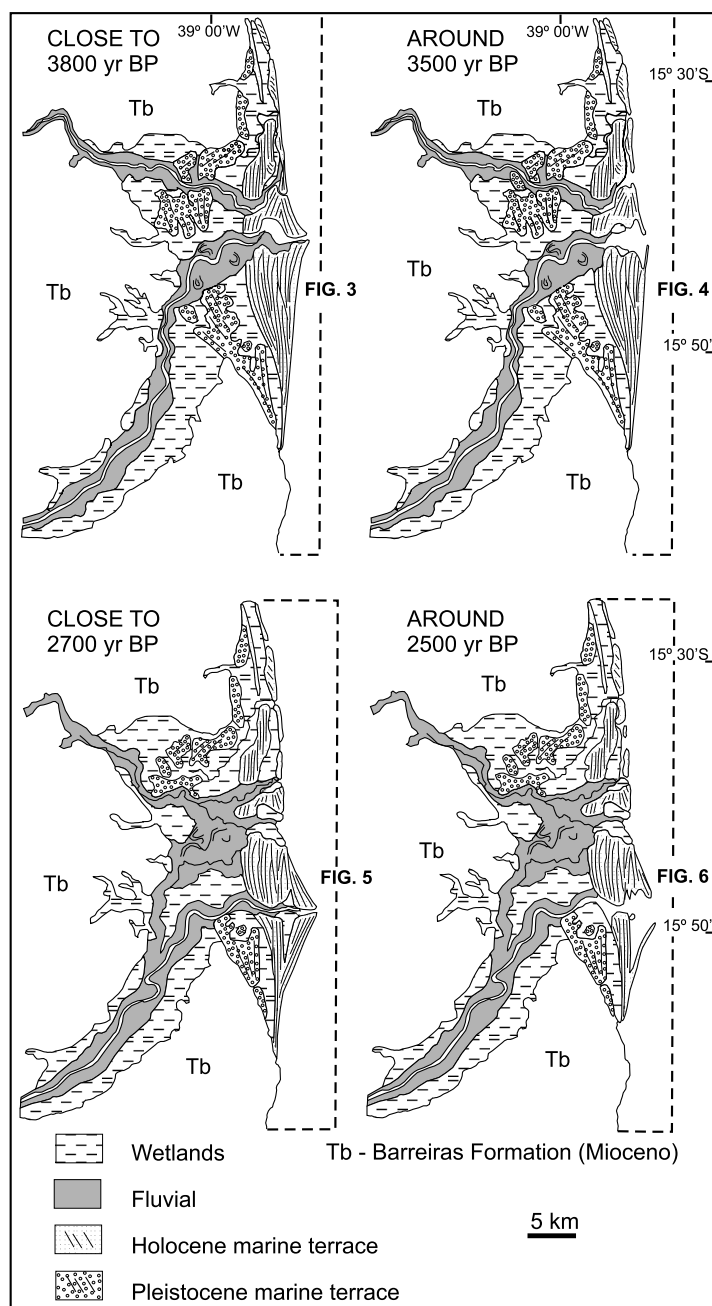 39º 00'W
39º 00'W
CLOSE TO
3800 yr BP
AROUND
3500 yr BP
15º 30'S
Tb
Tb
Tb
FIG. 3
Tb
FIG. 4
15º 50'
Tb
Tb
CLOSE TO
2700 yr BP
AROUND
2500 yr BP
15º 30'S
Tb
Tb
Tb
FIG. 5
Tb
FIG. 6
15º 50'
Tb
Tb
Wetlands
Tb - Barreiras Formation (Mioceno)
Fluvial
5 km
Holocene marine terrace
Pleistocene marine terrace